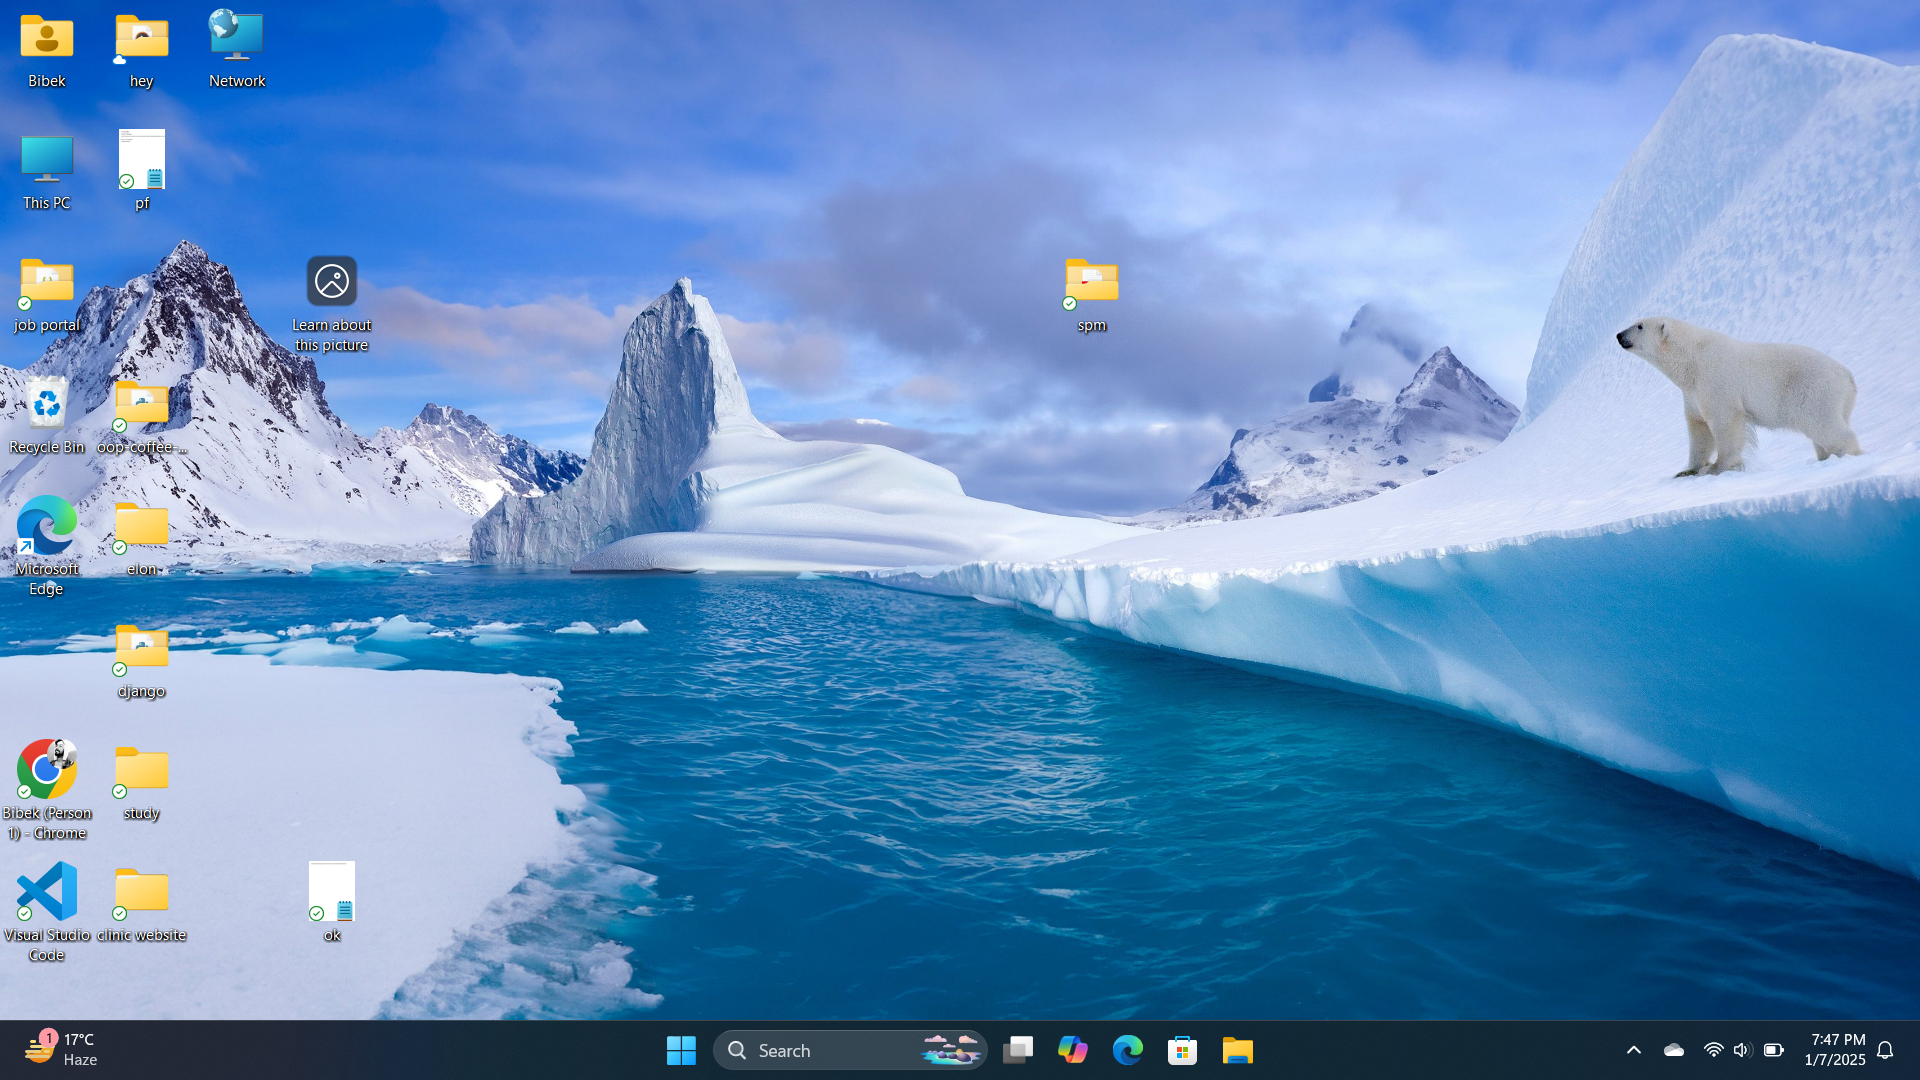 Bibek
hey
Network
This PC
pf
job portal
Learn about
this picture
spm
Recycle Bin
oop-coffee-...
Microsoft
Edge
elon
django
Bibek (Person
1) - Chrome
study
Visual Studio
Code
clinic website
ok
1
17°C
Haze
Search
7:47 PM
1/7/2025